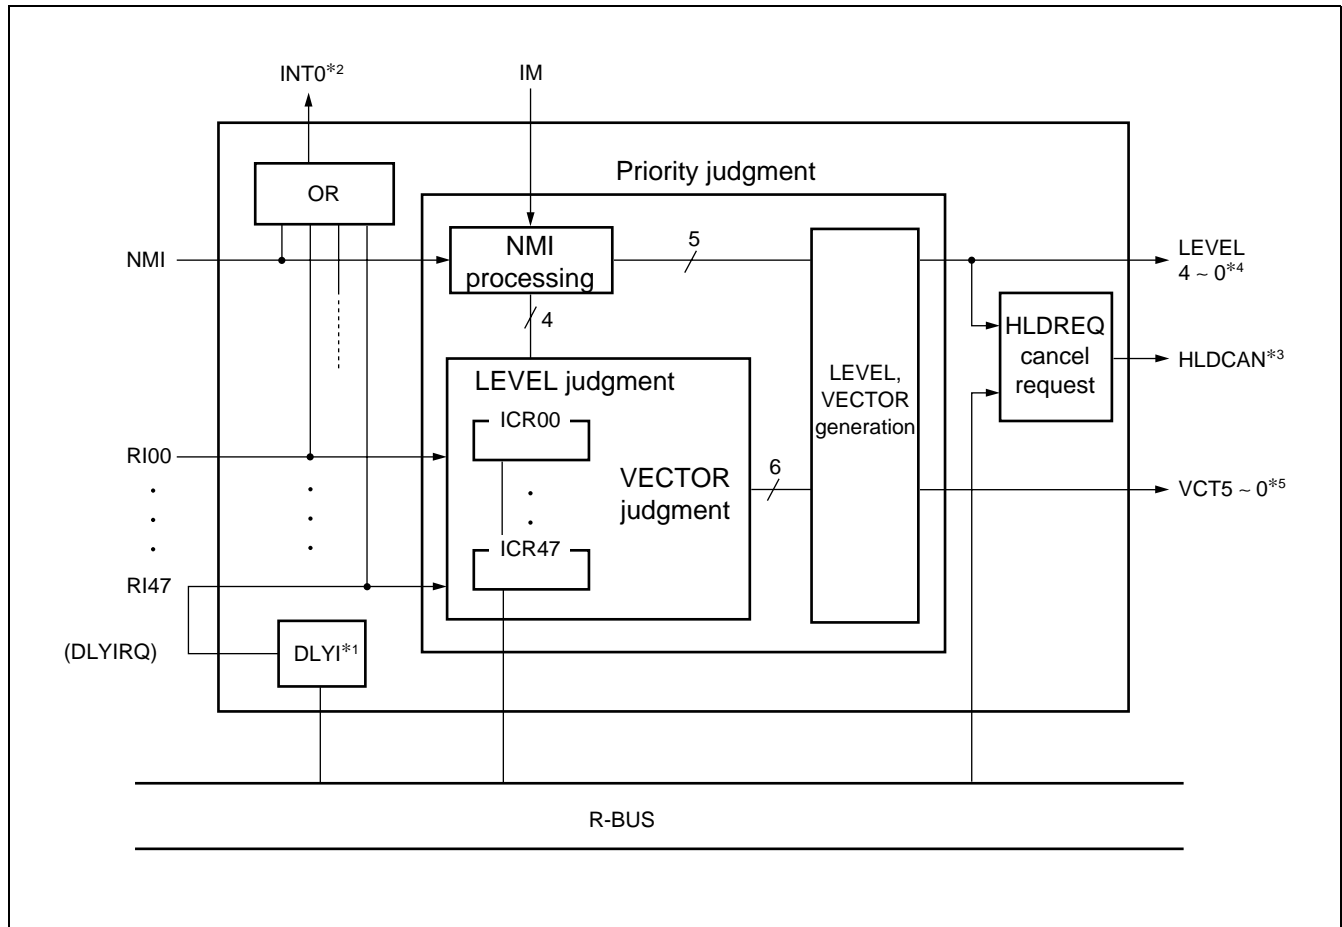 INT0*2
IM
Priority judgment
OR
NMI
NMI
processing
5
LEVEL
4 ~ 0*4
4
HLDREQ
cancel
request
HLDCAN*3
LEVEL judgment
LEVEL,
VECTOR
generation
ICR00
RI00
VECTOR
judgment
6
VCT5 ~ 0*5
ICR47
RI47
(DLYIRQ)
DLYI*1
R-BUS